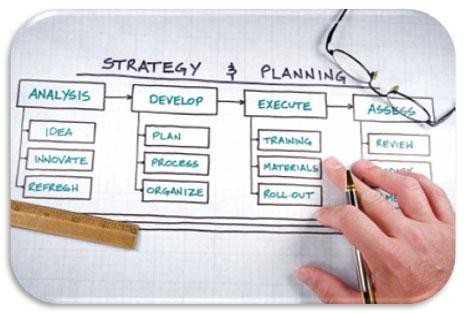 STRATEGY & PLANNING
ANALYSIS
IDEA
INNOVATE
REFRESH
DEVELOP
PLAN
PROCESS
ORGANIZE
EXECUTE
TRAINING
MATERIALS
ROLL-OUT
ASSESS
REVIEW